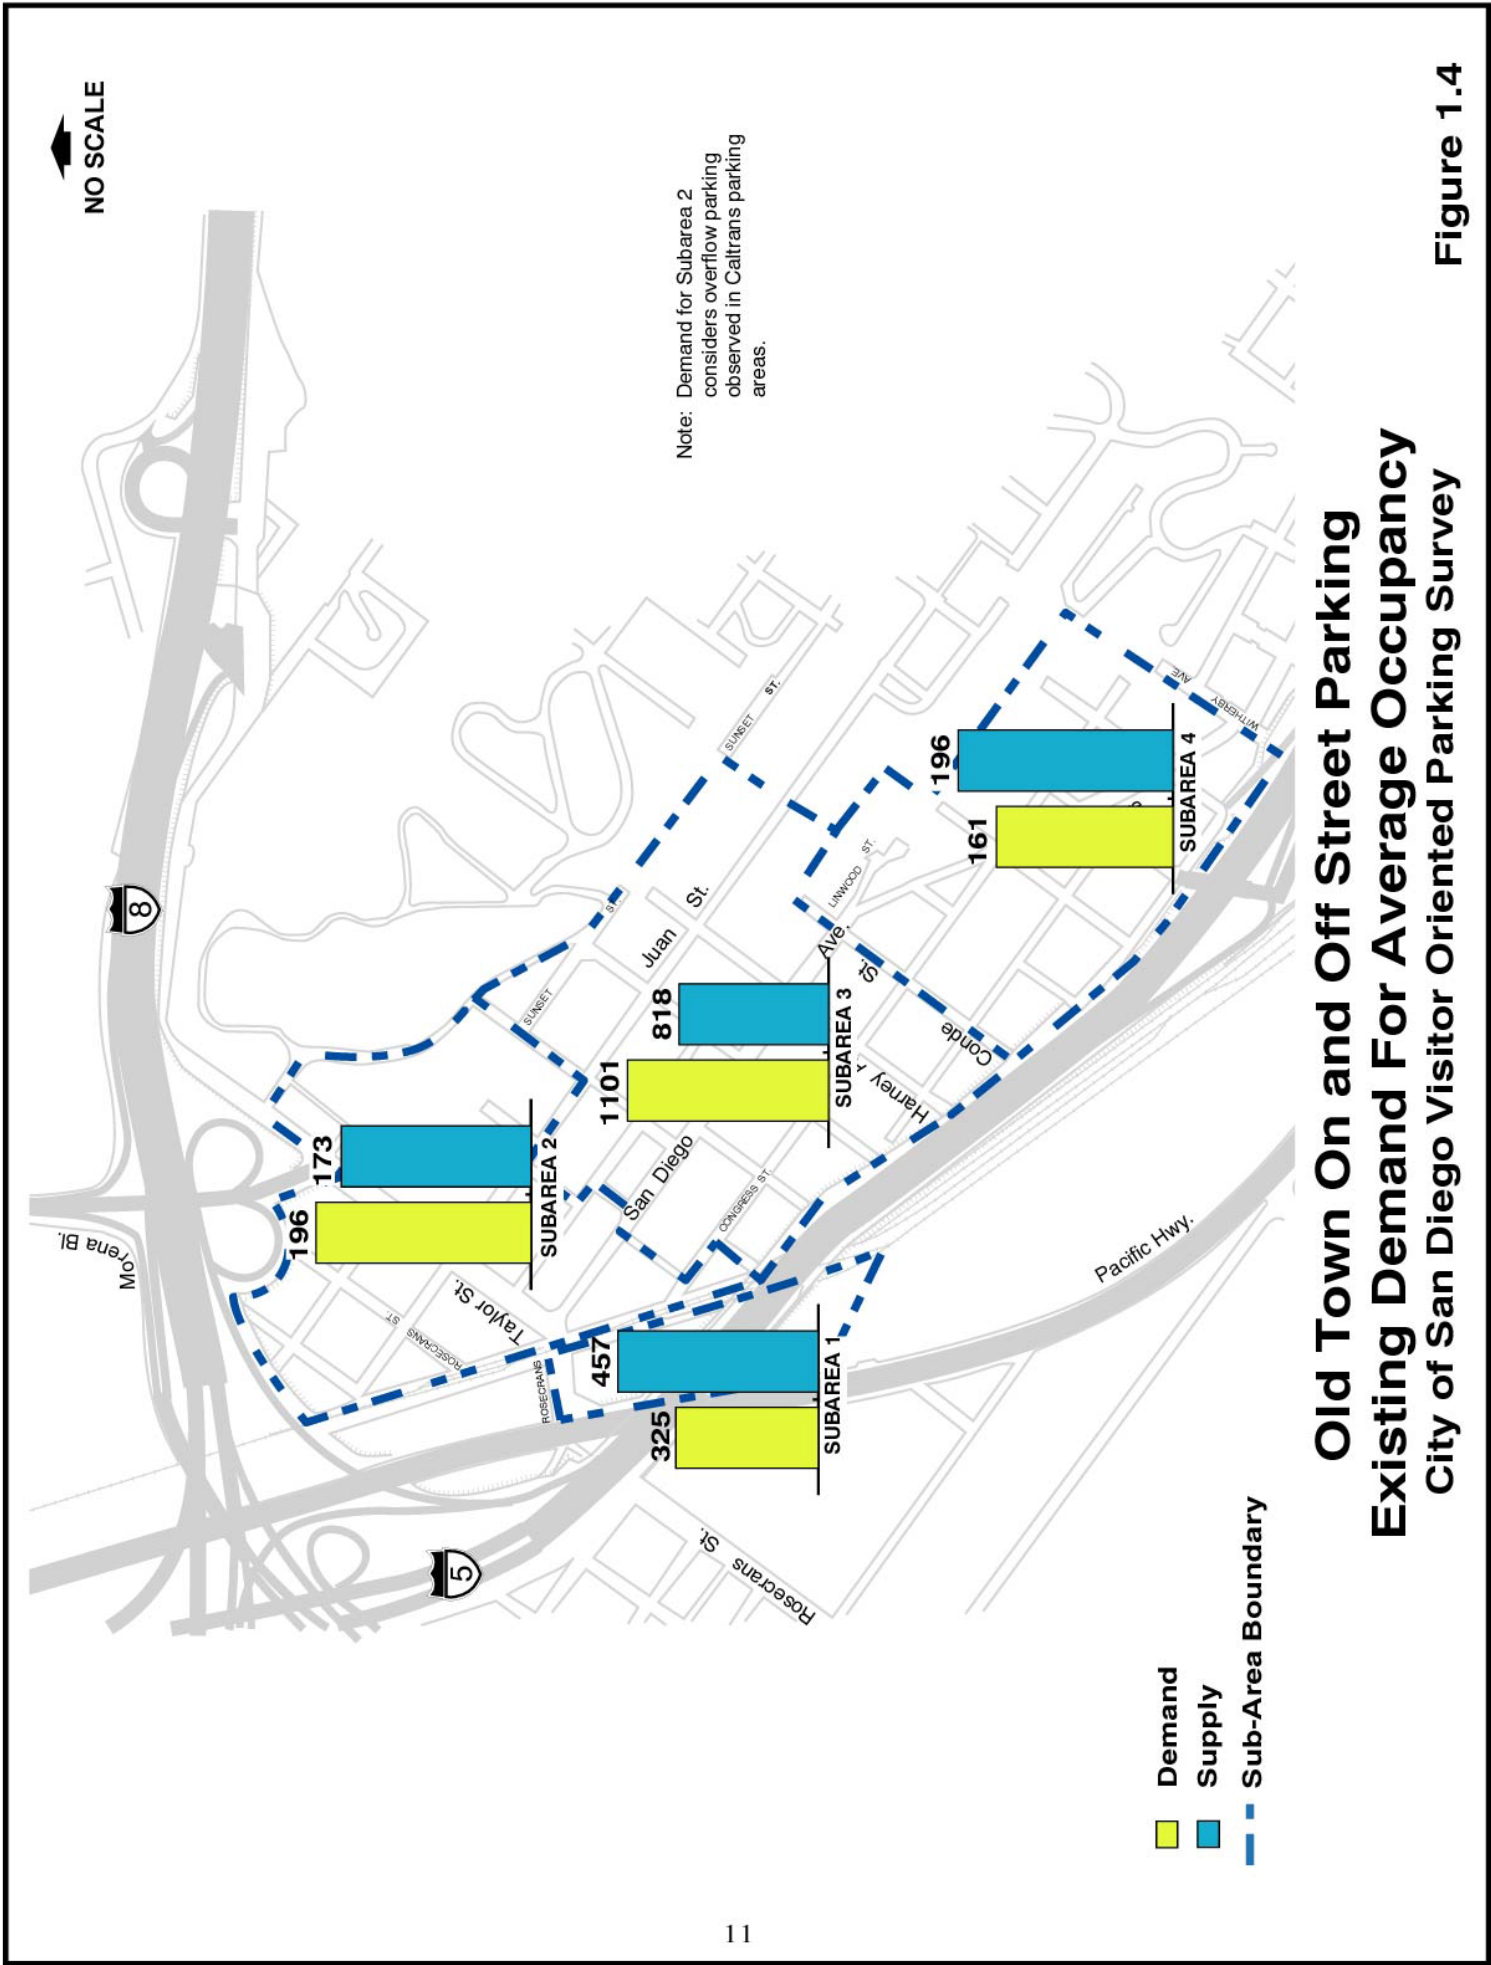 NO SCALE
8
Morena Bl.
196
173
SUBAREA 2
Note: Demand for Subarea 2
considers overflow parking
observed in Caltrans parking
areas.
SUNSET
ST.
SUNSET
ST.
Juan St.
Taylor St.
ROSECRANS ST.
ROSECRANS
San Diego Ave.
CONGRESS ST.
1101
818
SUBAREA 3
Harney
Conde St.
LINWOOD ST.
325
457
SUBAREA 1
161
196
SUBAREA 4
WITHERBY AVE
5
Rosecrans St.
Pacific Hwy.
Demand
Supply
Sub-Area Boundary
Old Town On and Off Street Parking
Existing Demand For Average Occupancy
City of San Diego Visitor Oriented Parking Survey
Figure 1.4
11